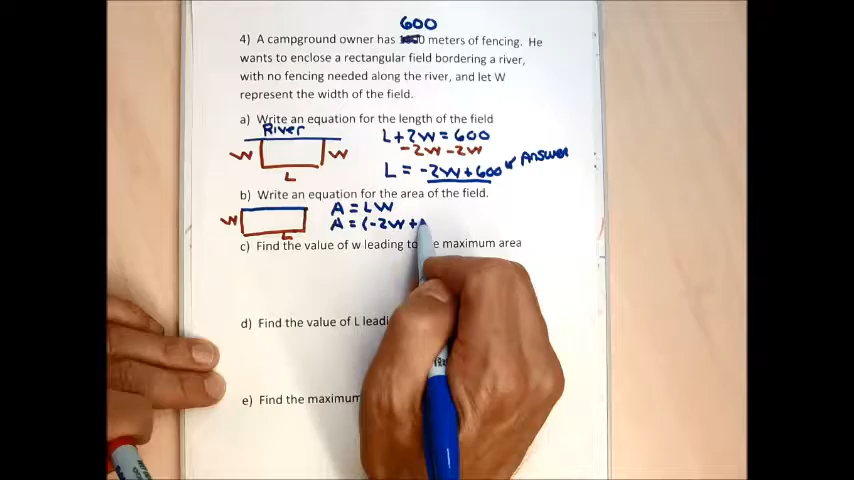 600
4) A campground owner has meters of fencing. He
wants to enclose a rectangular field bordering a river,
with no fencing needed along the river, and let W
represent the width of the field.
a) Write an equation for the length of the field
River
L+2W=600
W W
-2W -2W
L
L = -2W+600 Answer
b) Write an equation for the area of the field.
A = LW
W
A = (-2W+
L
c) Find the value of w leading to the maximum area
d) Find the value of L leadi
e) Find the maximum